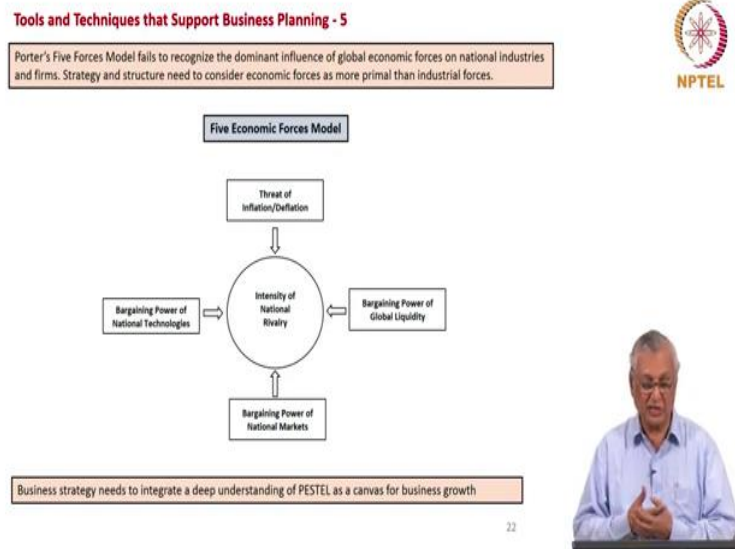 Tools and Techniques that Support Business Planning - 5
NPTEL
Porter's Five Forces Model fails to recognize the dominant influence of global economic forces on national industries
and firms. Strategy and structure need to consider economic forces as more primal than industrial forces.
Five Economic Forces Model
Threat of
Inflation/Deflation
Intensity of
National
Rivalry
Bargaining Power of
National Technologies
Bargaining Power of
Global Liquidity
Bargaining Power of
National Markets
Business strategy needs to integrate a deep understanding of PESTEL as a canvas for business growth
22